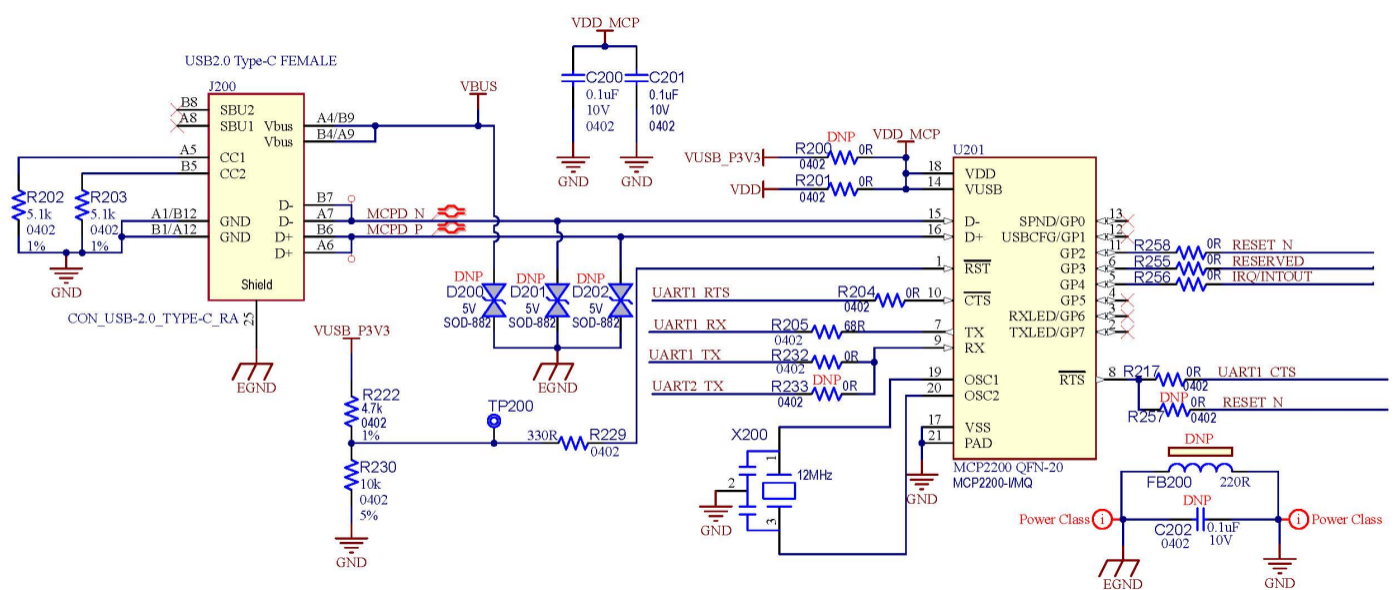 USB2.0 Type-C FEMALE
J200
B8
A8
A5
B5
A1/B12
B1/A12
SBU2
SBU1
CC1
CC2
GND
GND
Vbus
Vbus
D-
D-
D+
D+
Shield
A4/B9
B4/A9
B7
A7
B6
A6
CON_USB-2.0_TYPE-C_RA
25
EGND
R202
5.1k
0402
1%
R203
5.1k
0402
1%
GND
VDD_MCP
C200
0.1uF
10V
0402
C201
0.1uF
10V
0402
GND
GND
VBUS
MCPD_N
MCPD_P
DNP
D200
5V
SOD-882
DNP
D201
5V
SOD-882
DNP
D202
5V
SOD-882
EGND
VUSB_P3V3
R222
4.7k
0402
1%
R230
10k
0402
5%
GND
TP200
330R
R229
0402
DNP
VDD_MCP
VUSB_P3V3
R200
0402
0R
VDD
R201
0402
0R
UART1_RTS
R204
0402
0R
UART1_RX
R205
0402
68R
UART1_TX
R232
0402
0R
UART2_TX
R233
0402
DNP
0R
X200
1
2
3
12MHz
GND
U201
18
14
15
16
1
10
7
9
19
20
17
21
VDD
VUSB
D-
D+
RST
CTS
TX
RX
OSC1
OSC2
VSS
PAD
SPND/GP0
USBCFG/GP1
GP2
GP3
GP4
GP5
RXLED/GP6
TXLED/GP7
RTS
13
12
11
6
5
4
3
2
8
MCP2200 QFN-20
MCP2200-I/MQ
GND
R258
0R
RESET_N
R255
0R
RESERVED
R256
0R
IRQ/INTOUT
R217
0R
0402
UART1_CTS
DNP
R257
0R
0402
RESET_N
DNP
FB200
220R
DNP
C202
0402
0.1uF
10V
Power Class
i
i
Power Class
EGND
GND